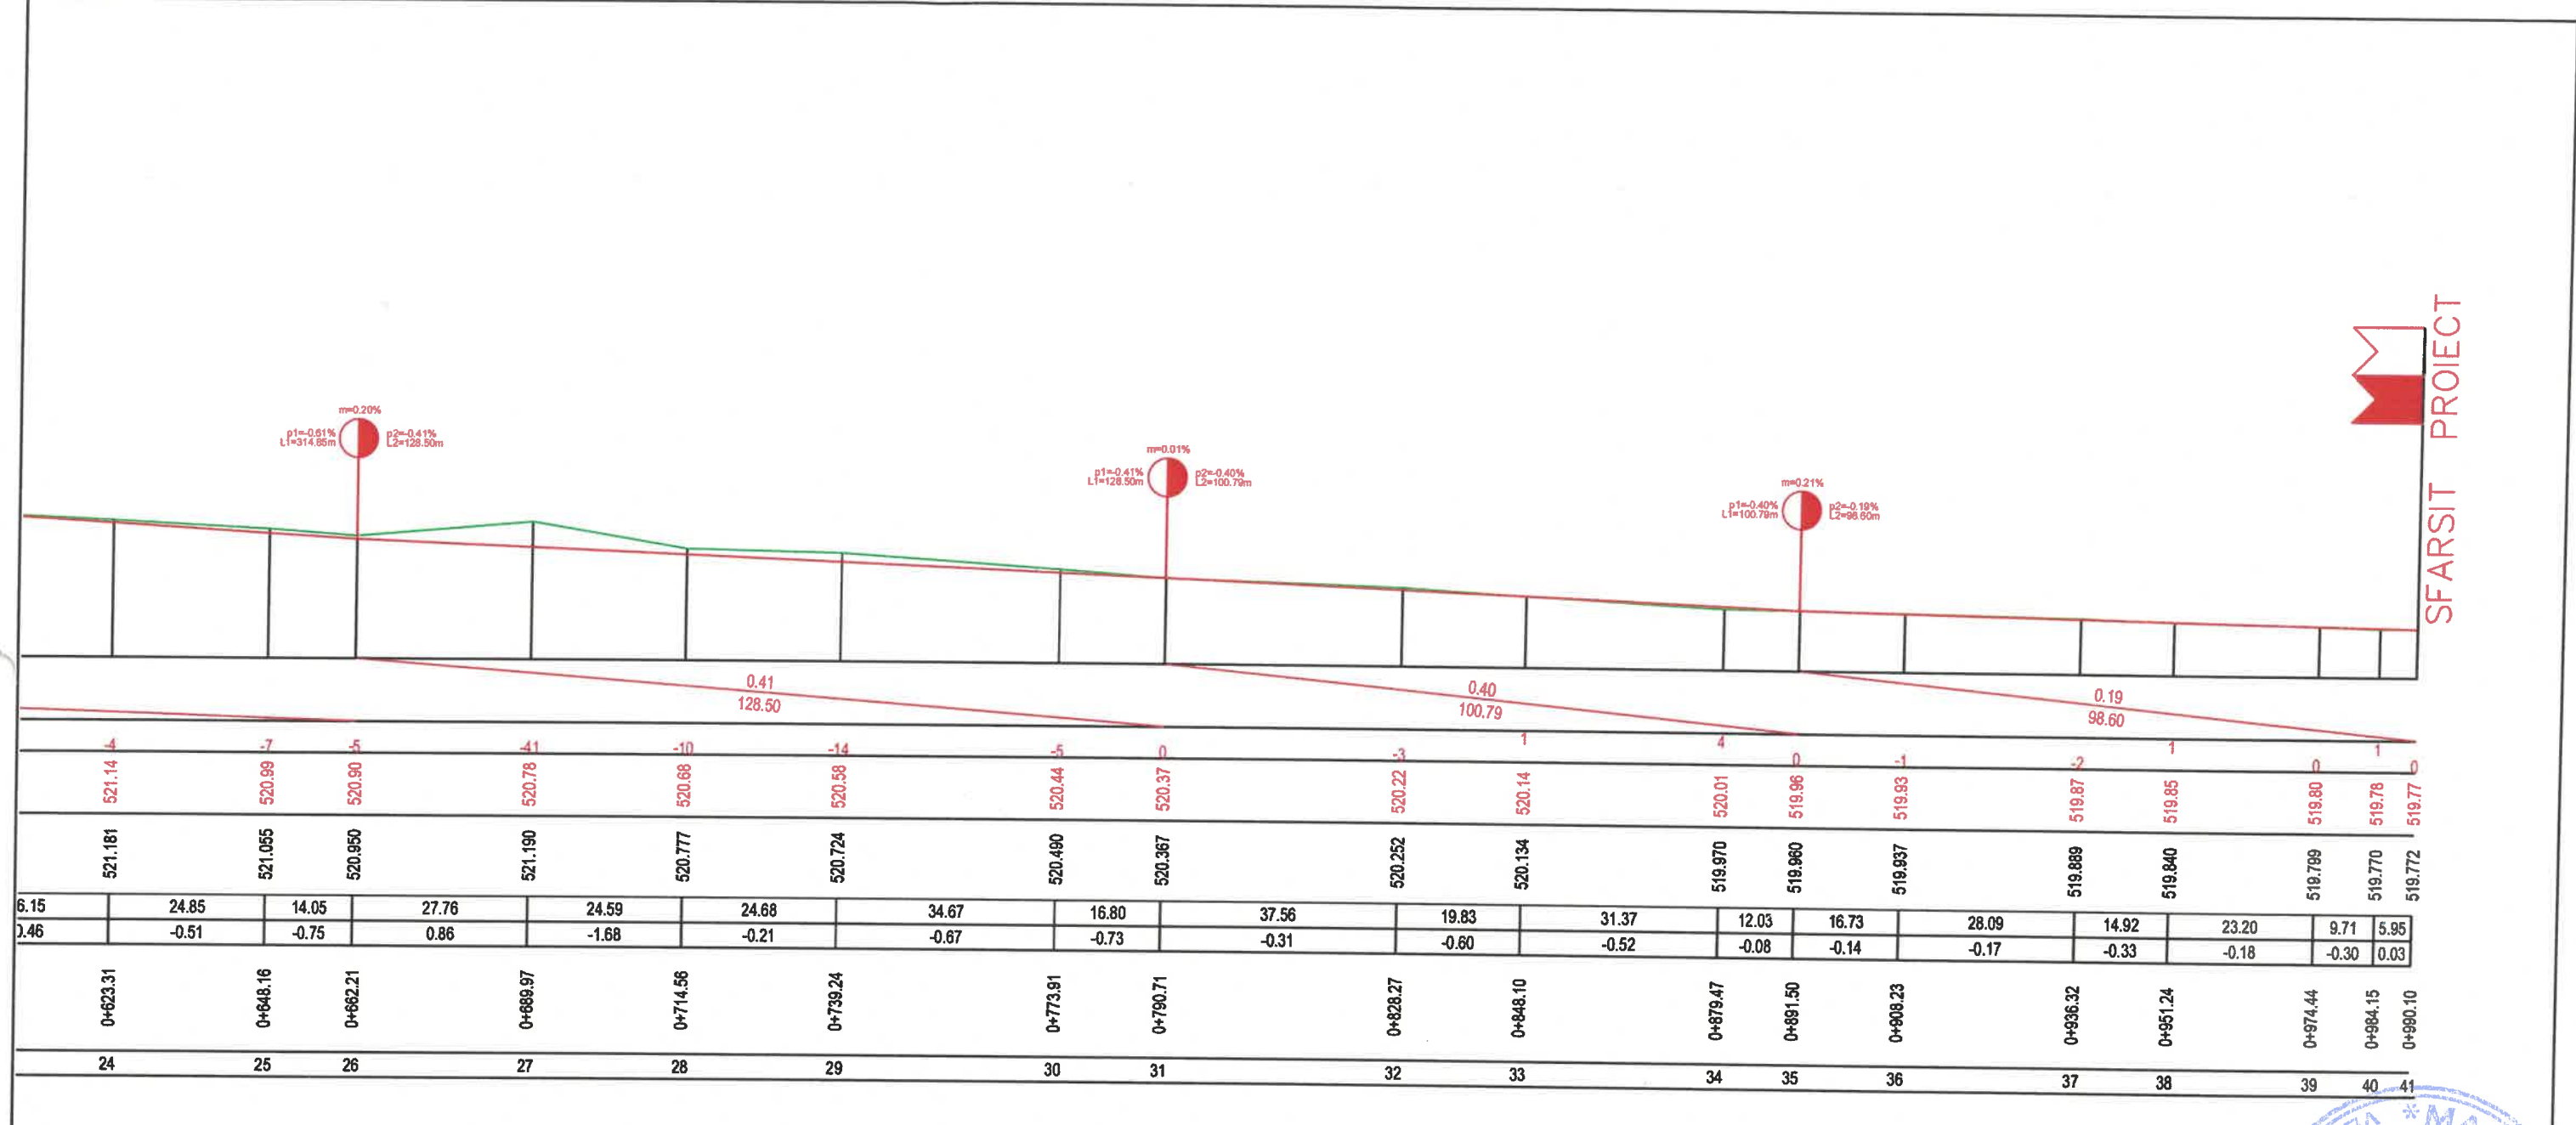 SFARSIT PROIECT
m=0.20%
p1=-0.61% p2=-0.41%
L1=314.85m L2=128.50m
m=0.01%
p1=-0.41% p2=-0.40%
L1=128.50m L2=100.79m
m=0.21%
p1=-0.40% p2=-0.19%
L1=100.79m L2=98.60m
0.41 0.40 0.19
128.50 100.79 98.60
-4 -7 -5 -41 -10 -14 -5 0 -3 1 4 0 -1 -2 1 0 1 0
521.14 520.99 520.90 520.78 520.68 520.58 520.44 520.37 520.22 520.14 520.01 519.96 519.93 519.87 519.85 519.80 519.78 519.77
521.181 521.055 520.950 521.190 520.777 520.724 520.490 520.367 520.252 520.134 519.970 519.960 519.937 519.889 519.840 519.799 519.770 519.772
6.15 24.85 14.05 27.76 24.59 24.68 34.67 16.80 37.56 19.83 31.37 12.03 16.73 28.09 14.92 23.20 9.71 5.95
.46 -0.51 -0.75 0.86 -1.68 -0.21 -0.67 -0.73 -0.31 -0.60 -0.52 -0.08 -0.14 -0.17 -0.33 -0.18 -0.30 0.03
0+623.31 0+648.16 0+662.21 0+689.97 0+714.56 0+739.24 0+773.91 0+790.71 0+828.27 0+848.10 0+879.47 0+891.50 0+908.23 0+936.32 0+951.24 0+974.44 0+984.15 0+990.10
24 25 26 27 28 29 30 31 32 33 34 35 36 37 38 39 40 41